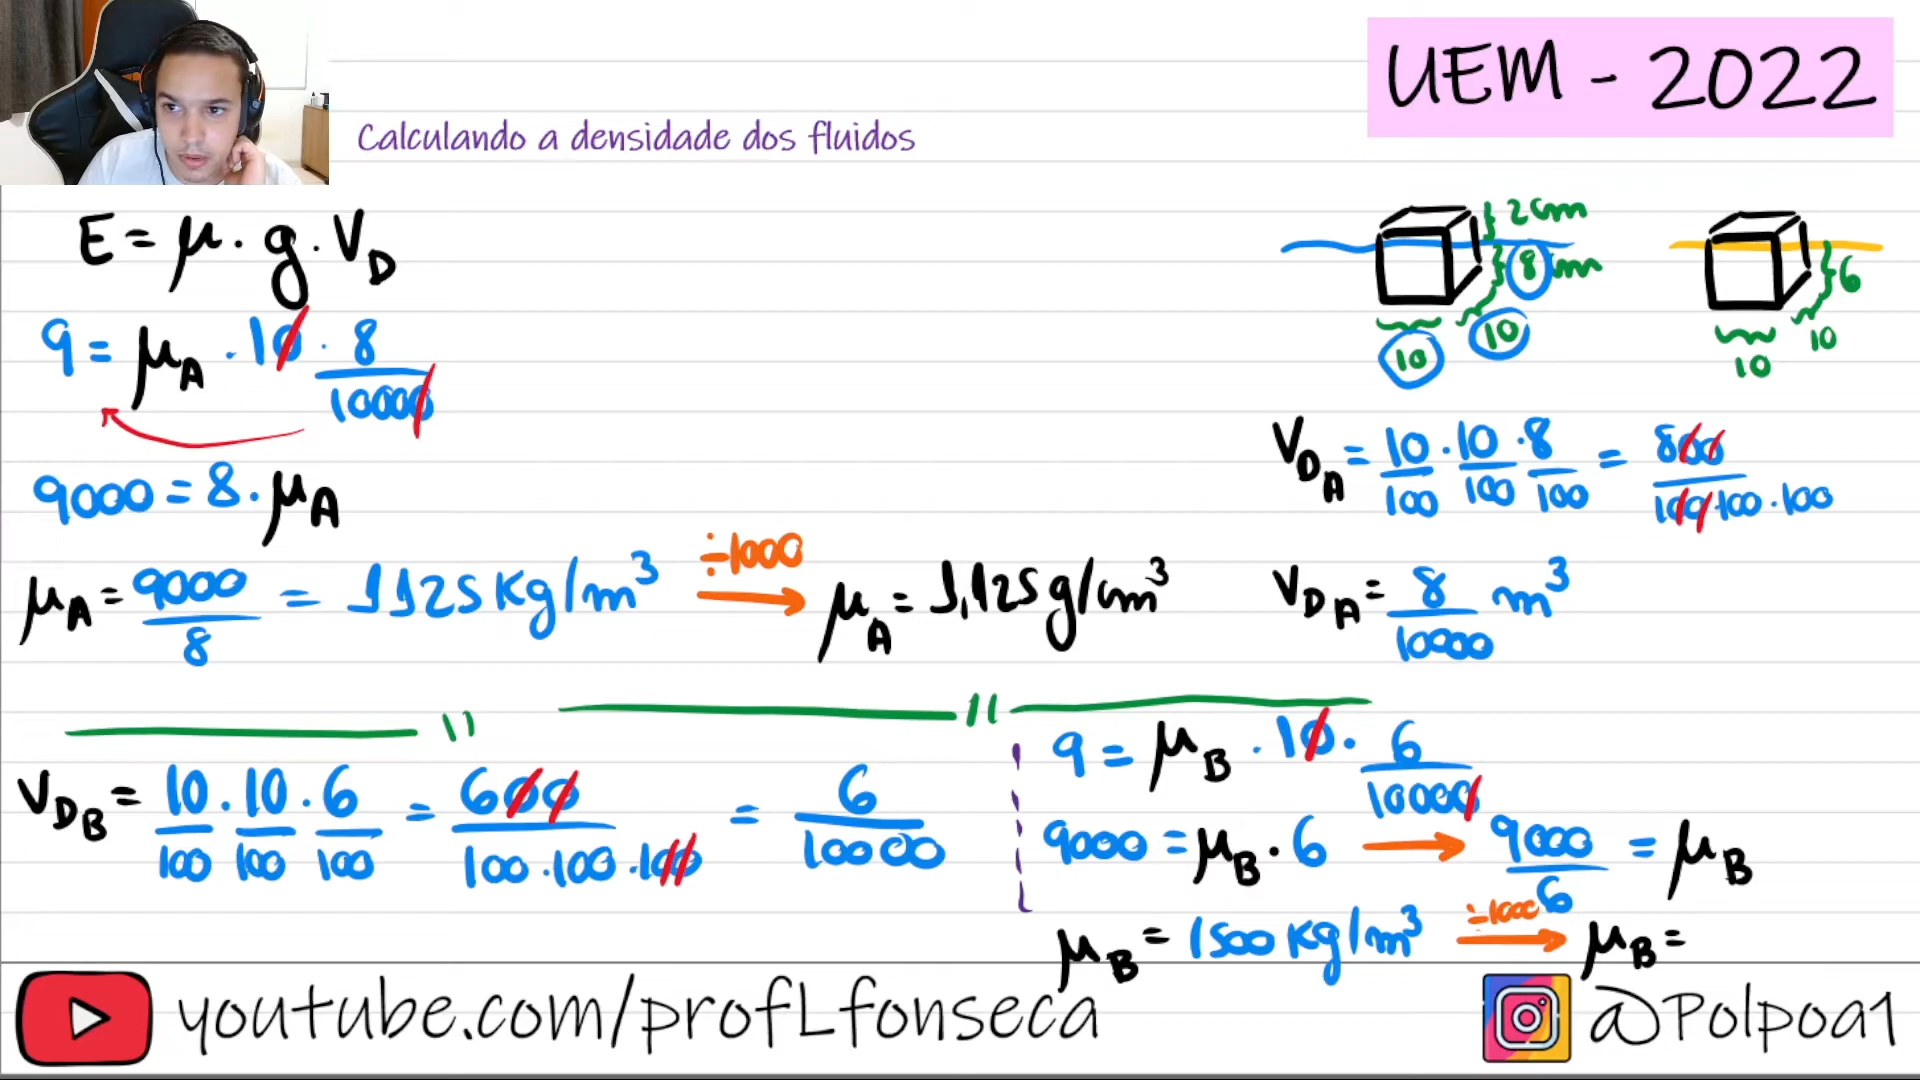 UEM - 2022
Calculando a densidade dos fluidos
E = μ . g . V_D
9 = μ_A . 10 . 8/10000
9000 = 8 . μ_A
μ_A = 9000/8 = 1125 Kg/m³ ÷1000 → μ_A = 1,125 g/cm³
2 cm
8 cm
10
10
6
10
10
V_DA = 10/100 . 10/100 . 8/100 = 800/100.100.100
V_DA = 8/10000 m³
V_DB = 10/100 . 10/100 . 6/100 = 600/100.100.100 = 6/10000
9 = μ_B . 10 . 6/10000
9000 = μ_B . 6 → 9000/6 = μ_B
μ_B = 1500 Kg/m³ ÷1000 → μ_B =
youtube.com/profLfonseca
@Polpoa1